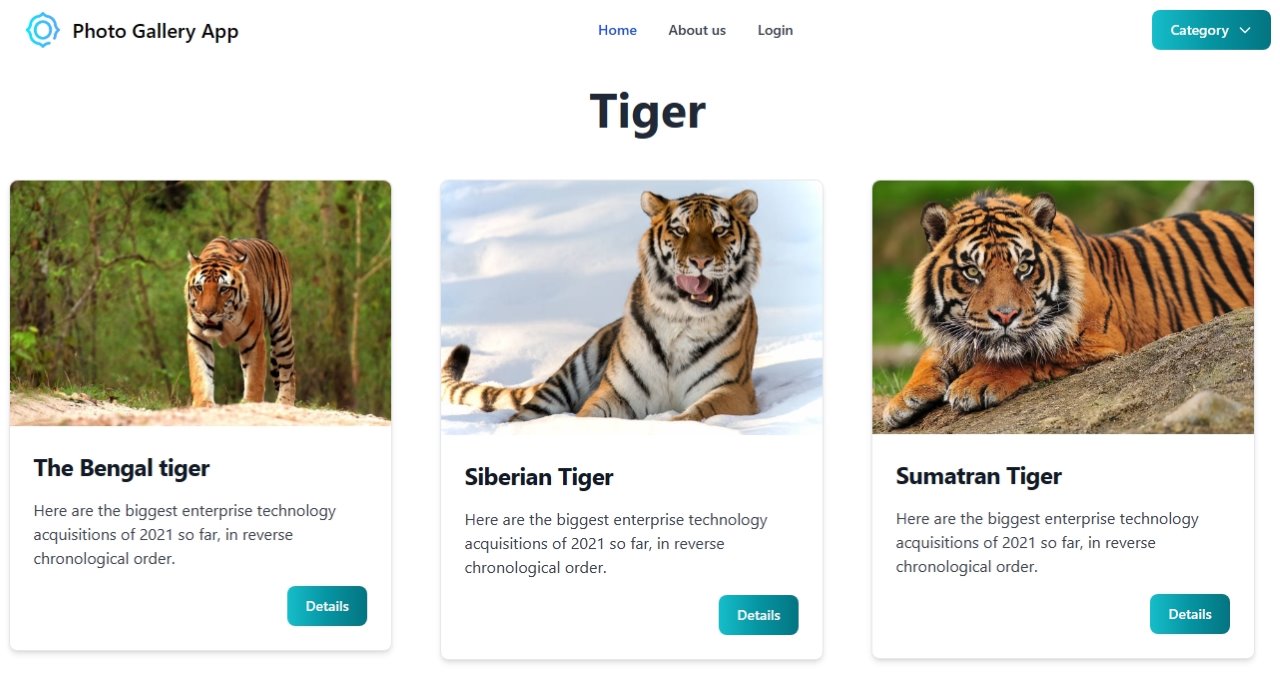 Photo Gallery App
Home
About us
Login
Category
Tiger
The Bengal tiger
Here are the biggest enterprise technology
acquisitions of 2021 so far, in reverse
chronological order.
Details
Siberian Tiger
Here are the biggest enterprise technology
acquisitions of 2021 so far, in reverse
chronological order.
Details
Sumatran Tiger
Here are the biggest enterprise technology
acquisitions of 2021 so far, in reverse
chronological order.
Details